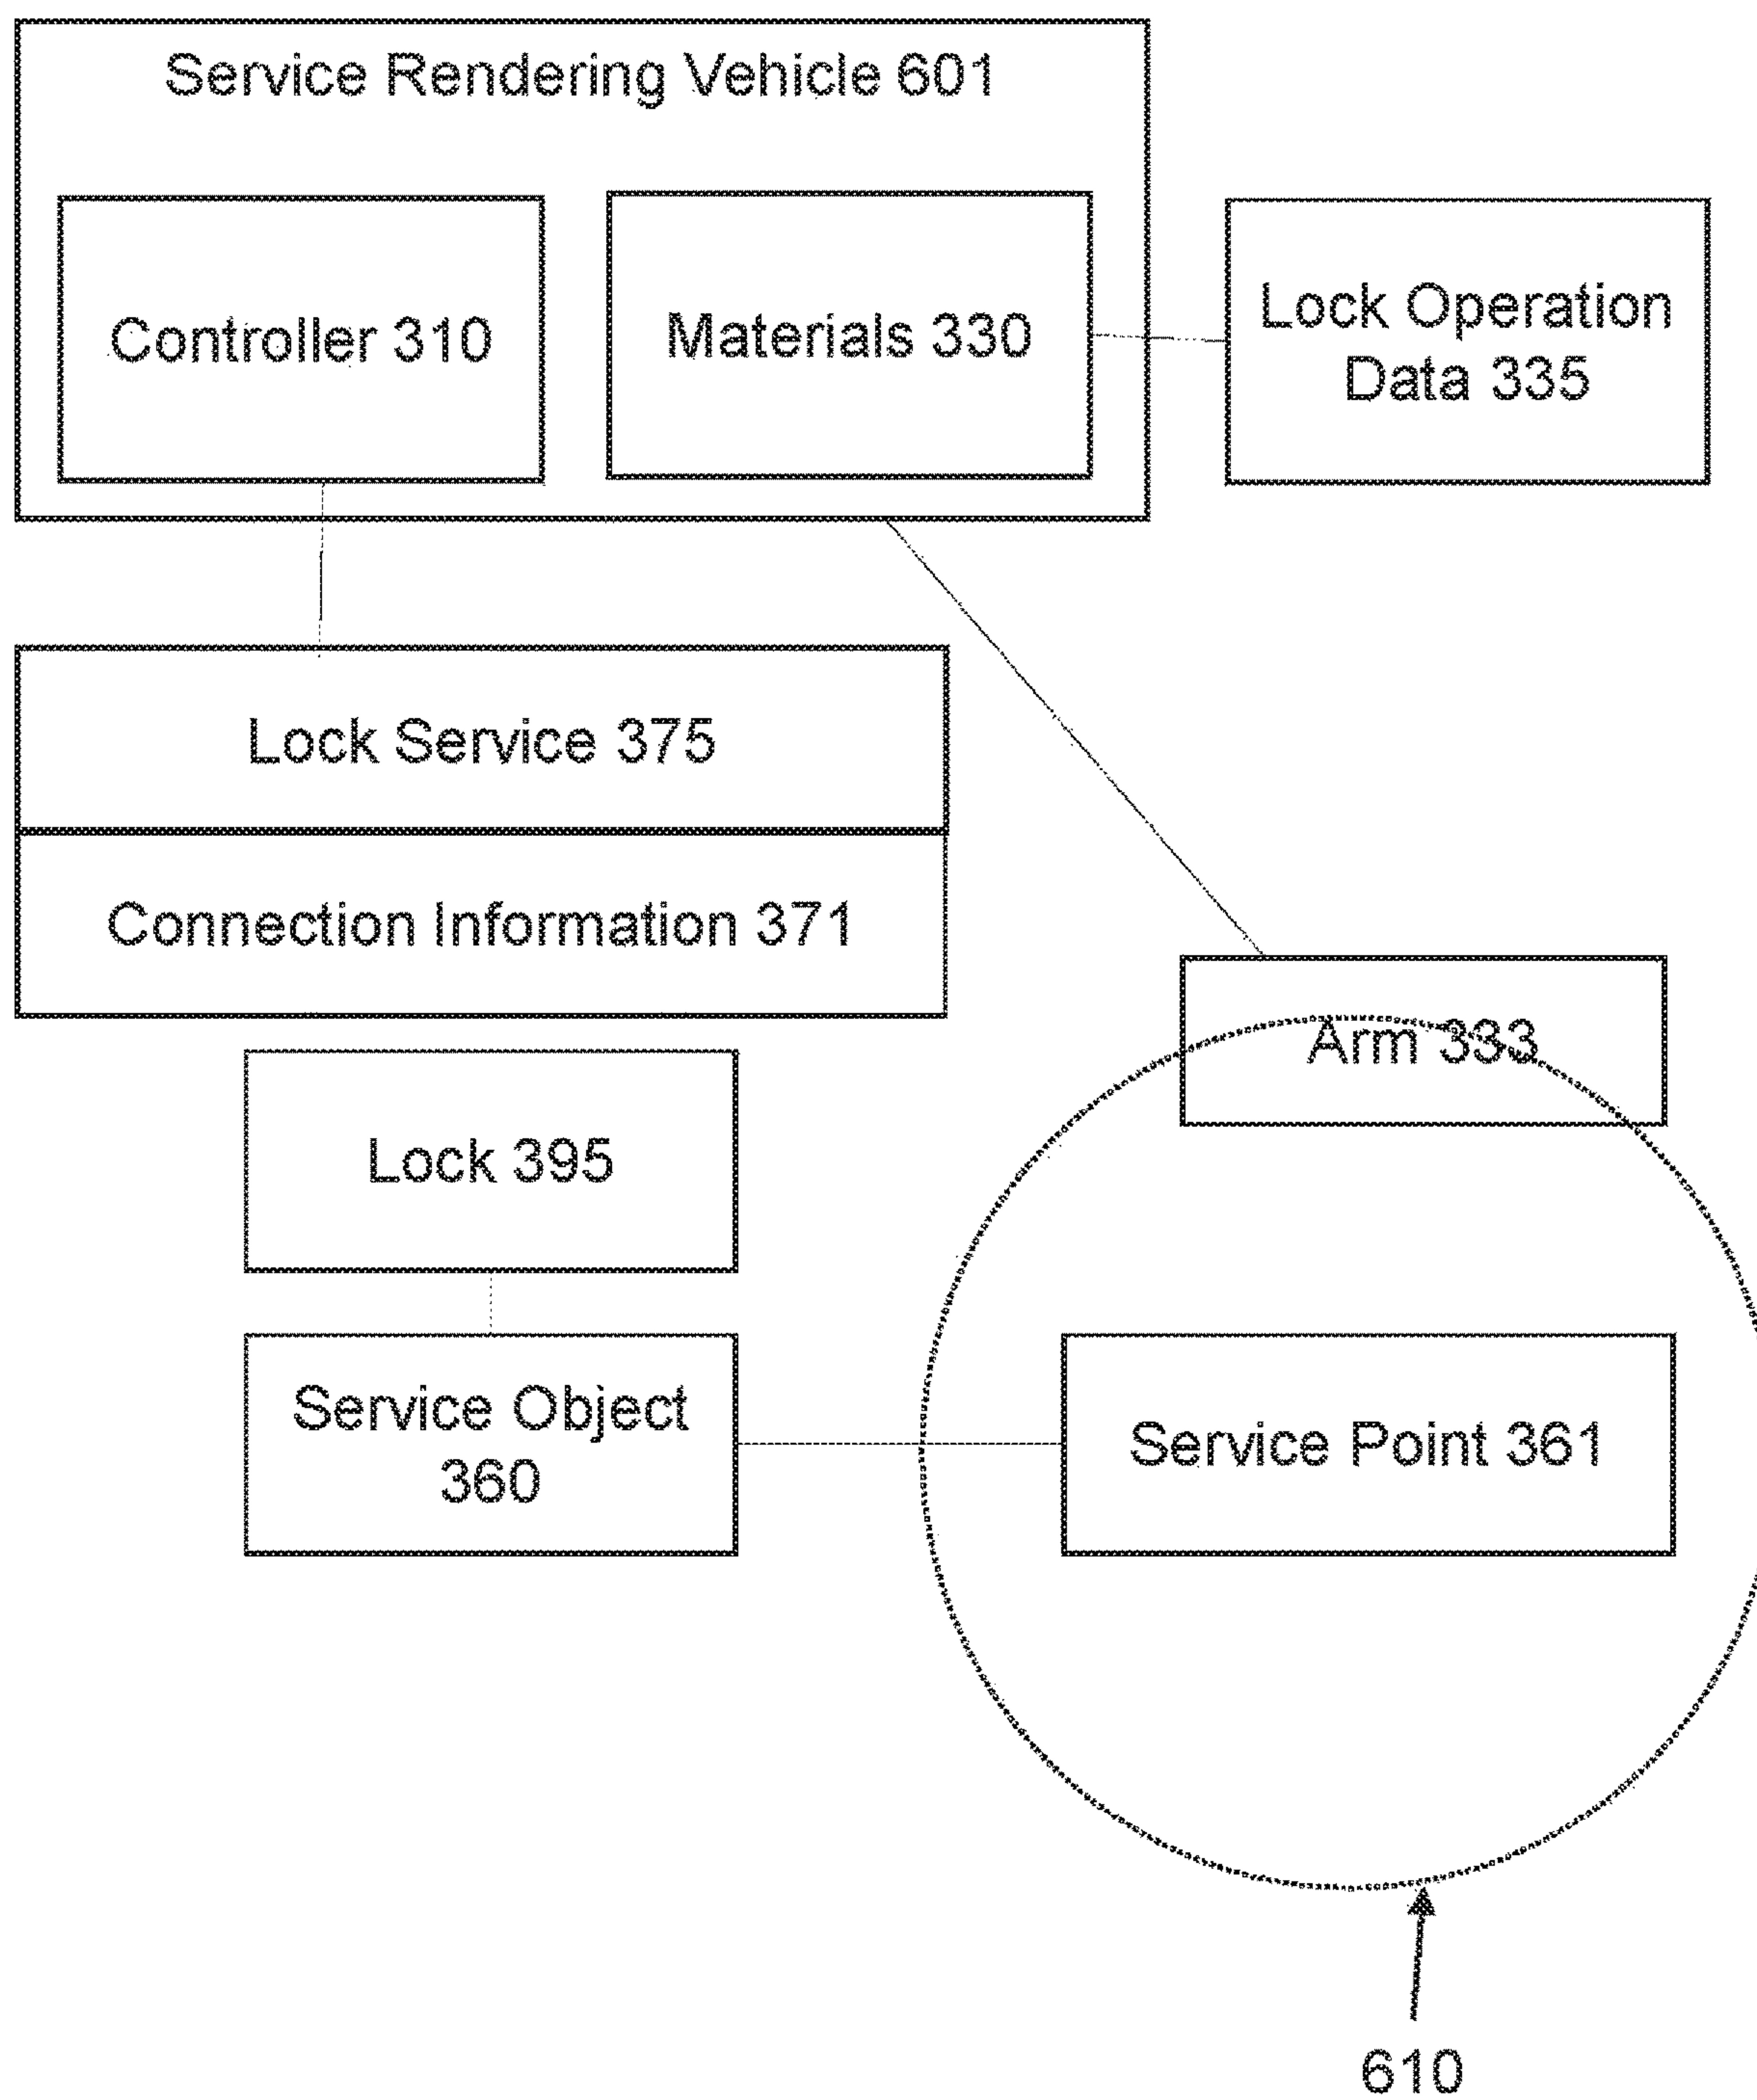 Service Rendering Vehicle 601
Controller 310
Materials 330
Lock Operation
Data 335
Lock Service 375
Connection Information 371
Arm 333
Lock 395
Service Object
360
Service Point 361
610